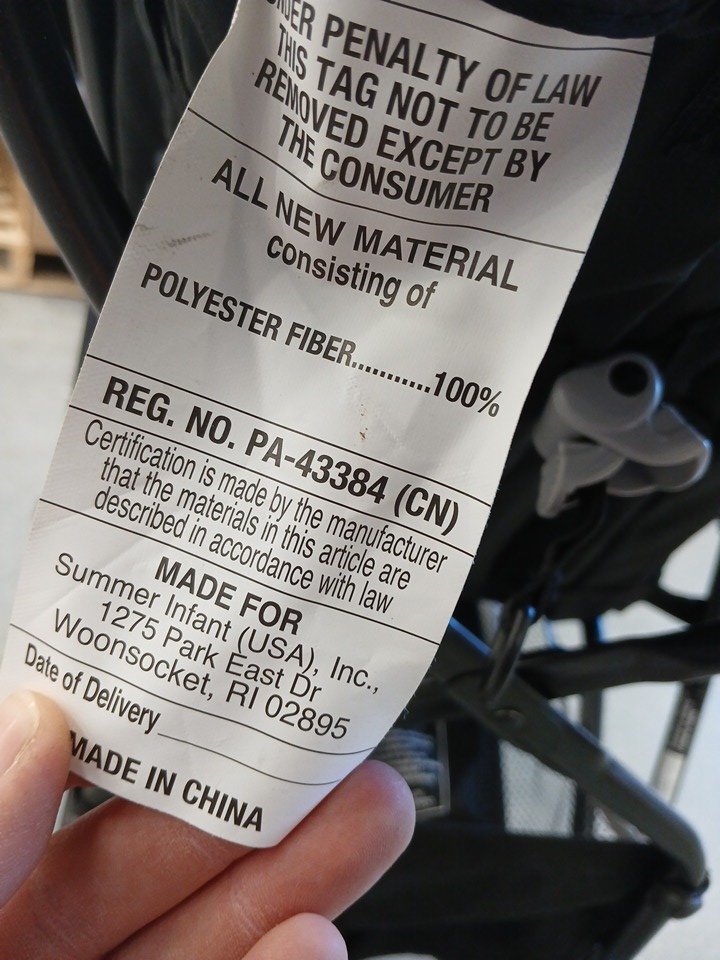 PENALTY OF LAW
THIS TAG NOT TO BE
REMOVED EXCEPT BY
THE CONSUMER
ALL NEW MATERIAL
consisting of
POLYESTER FIBER...........100%
REG. NO. PA-43384 (CN)
Certification is made by the manufacturer
that the materials in this article are
described in accordance with law
MADE FOR
Summer Infant (USA), Inc.,
1275 Park East Dr
Woonsocket, RI 02895
Date of Delivery
MADE IN CHINA